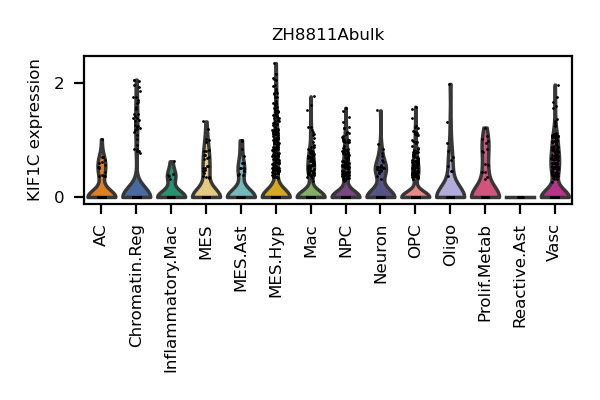 ZH8811Abulk
KIF1C expression
2
0
AC
Chromatin.Reg
Inflammatory.Mac
MES
MES.Ast
MES.Hyp
Mac
NPC
Neuron
OPC
Oligo
Prolif.Metab
Reactive.Ast
Vasc